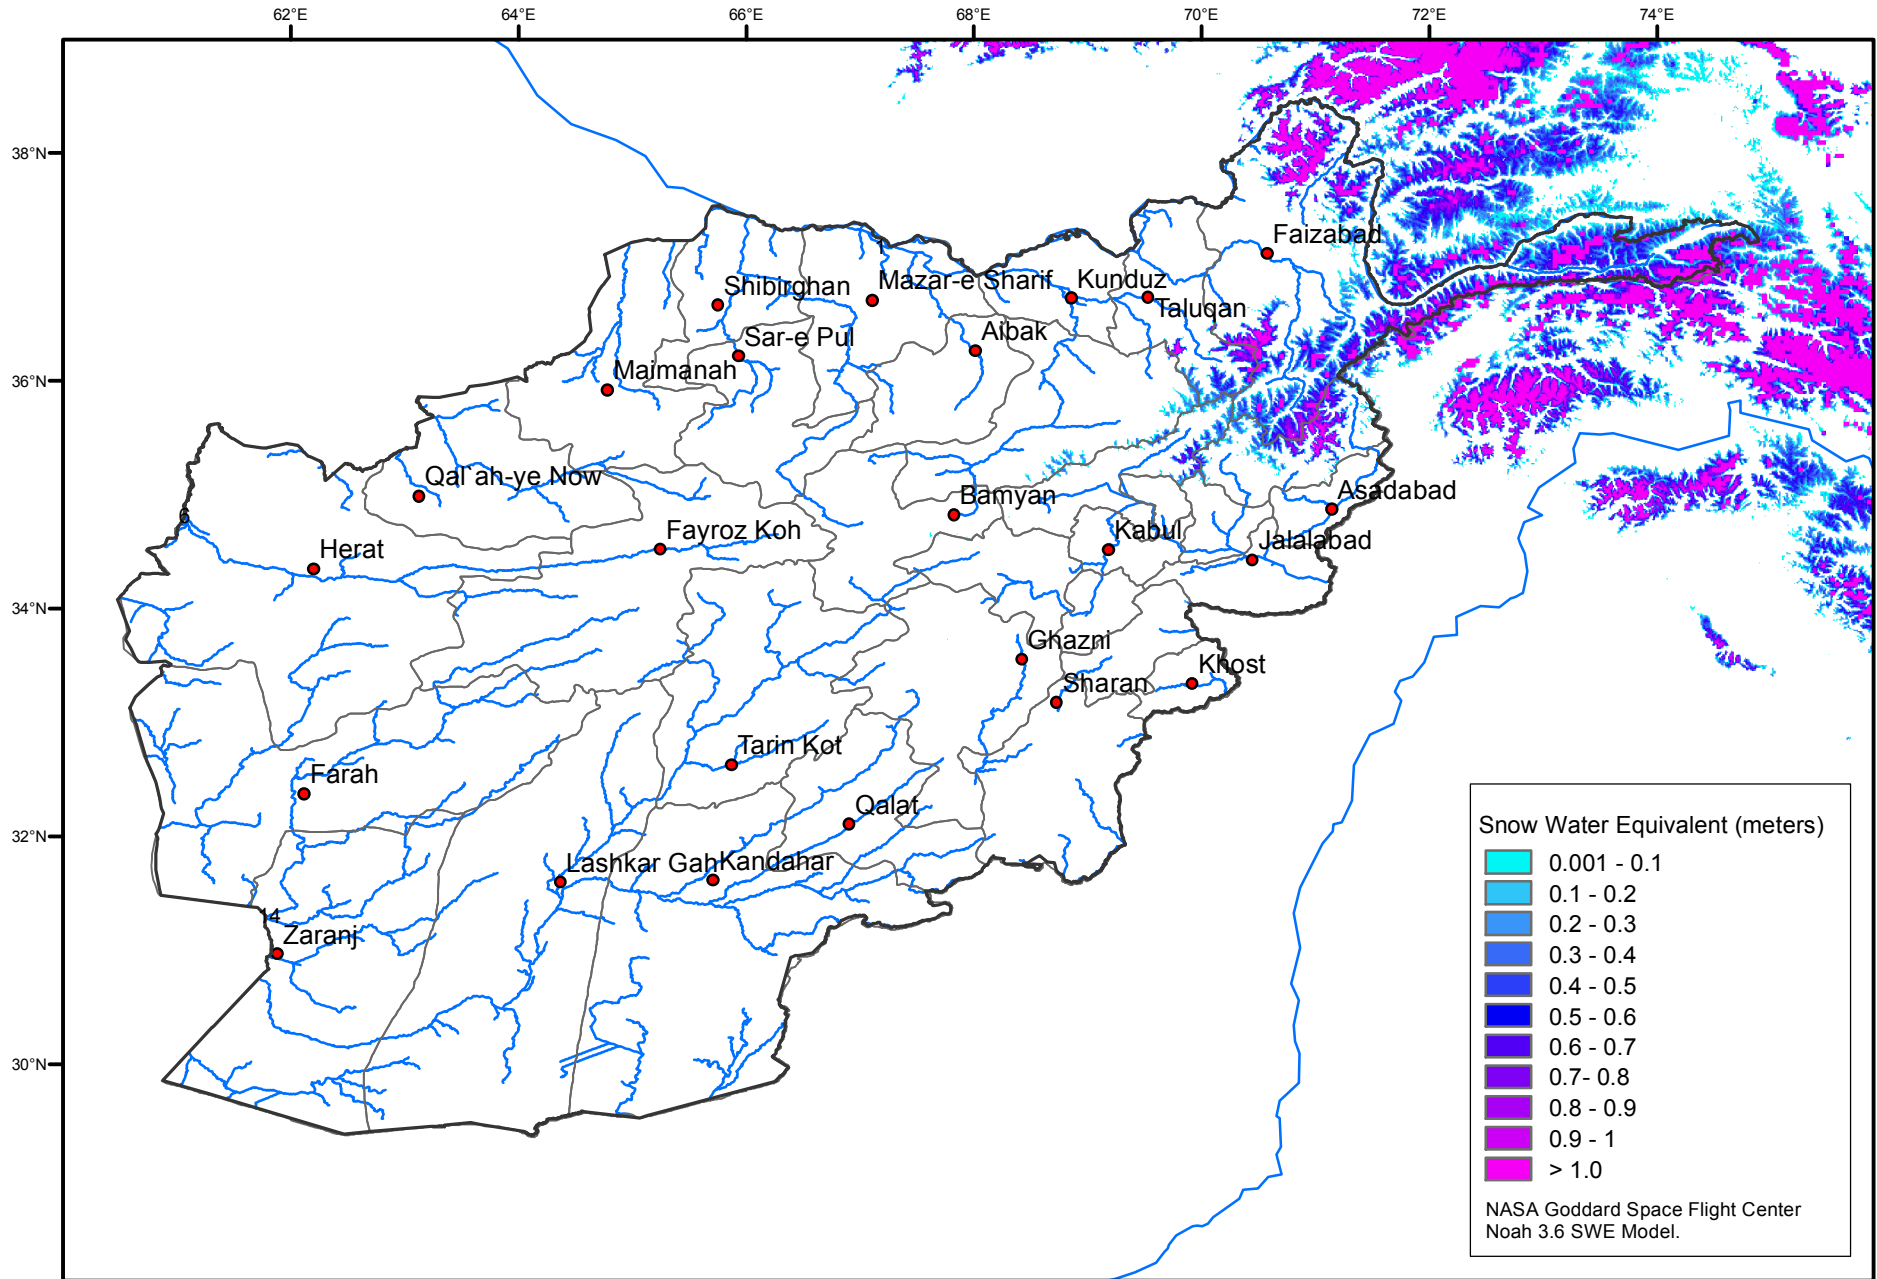 62°E
64°E
66°E
68°E
70°E
72°E
74°E
38°N
36°N
34°N
32°N
30°N
Faizabad
1
Shibirghan
Mazar-e Sharif
Kunduz
Taluqan
Sar-e Pul
Aibak
Maimanah
Qal`ah-ye Now
Bamyan
Asadabad
6
Fayroz Koh
Kabul
Jalalabad
Herat
Ghazni
Khost
Sharan
Tarin Kot
Farah
Qalat
Lashkar Gah
Kandahar
14
Zaranj
Snow Water Equivalent (meters)
0.001 - 0.1
0.1 - 0.2
0.2 - 0.3
0.3 - 0.4
0.4 - 0.5
0.5 - 0.6
0.6 - 0.7
0.7- 0.8
0.8 - 0.9
0.9 - 1
> 1.0
NASA Goddard Space Flight Center
Noah 3.6 SWE Model.